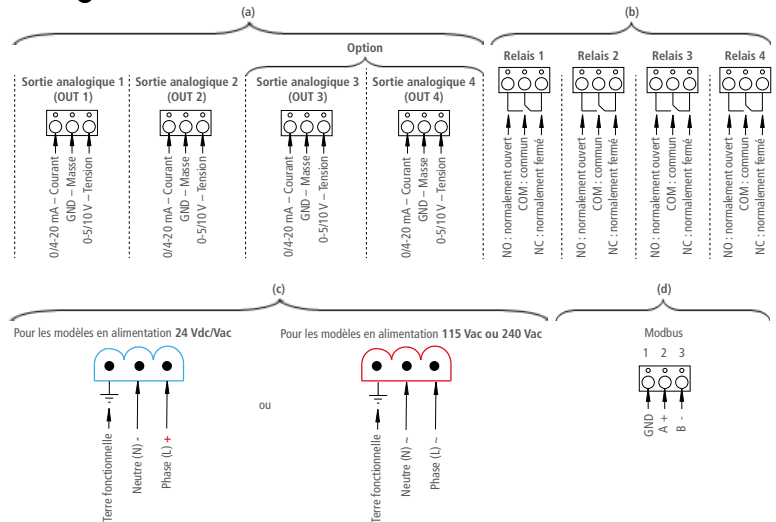 (a)
(b)
Option
Relais 1
Relais 2
Relais 3
Relais 4
Sortie analogique 1
(OUT 1)
Sortie analogique 2
(OUT 2)
Sortie analogique 3
(OUT 3)
Sortie analogique 4
(OUT 4)
0/4-20 mA – Courant
GND – Masse
0-5/10 V – Tension
0/4-20 mA – Courant
GND – Masse
0-5/10 V – Tension
0/4-20 mA – Courant
GND – Masse
0-5/10 V – Tension
0/4-20 mA – Courant
GND – Masse
0-5/10 V – Tension
NO : normalement ouvert
COM : commun
NC : normalement fermé
NO : normalement ouvert
COM : commun
NC : normalement fermé
NO : normalement ouvert
COM : commun
NC : normalement fermé
NO : normalement ouvert
COM : commun
NC : normalement fermé
(c)
(d)
Pour les modèles en alimentation 24 Vdc/Vac
Pour les modèles en alimentation 115 Vac ou 240 Vac
Modbus
1 2 3
ou
Terre fonctionnelle
Neutre (N) -
Phase (L) +
Terre fonctionnelle
Neutre (N) ~
Phase (L) ~
GND
A +
B -